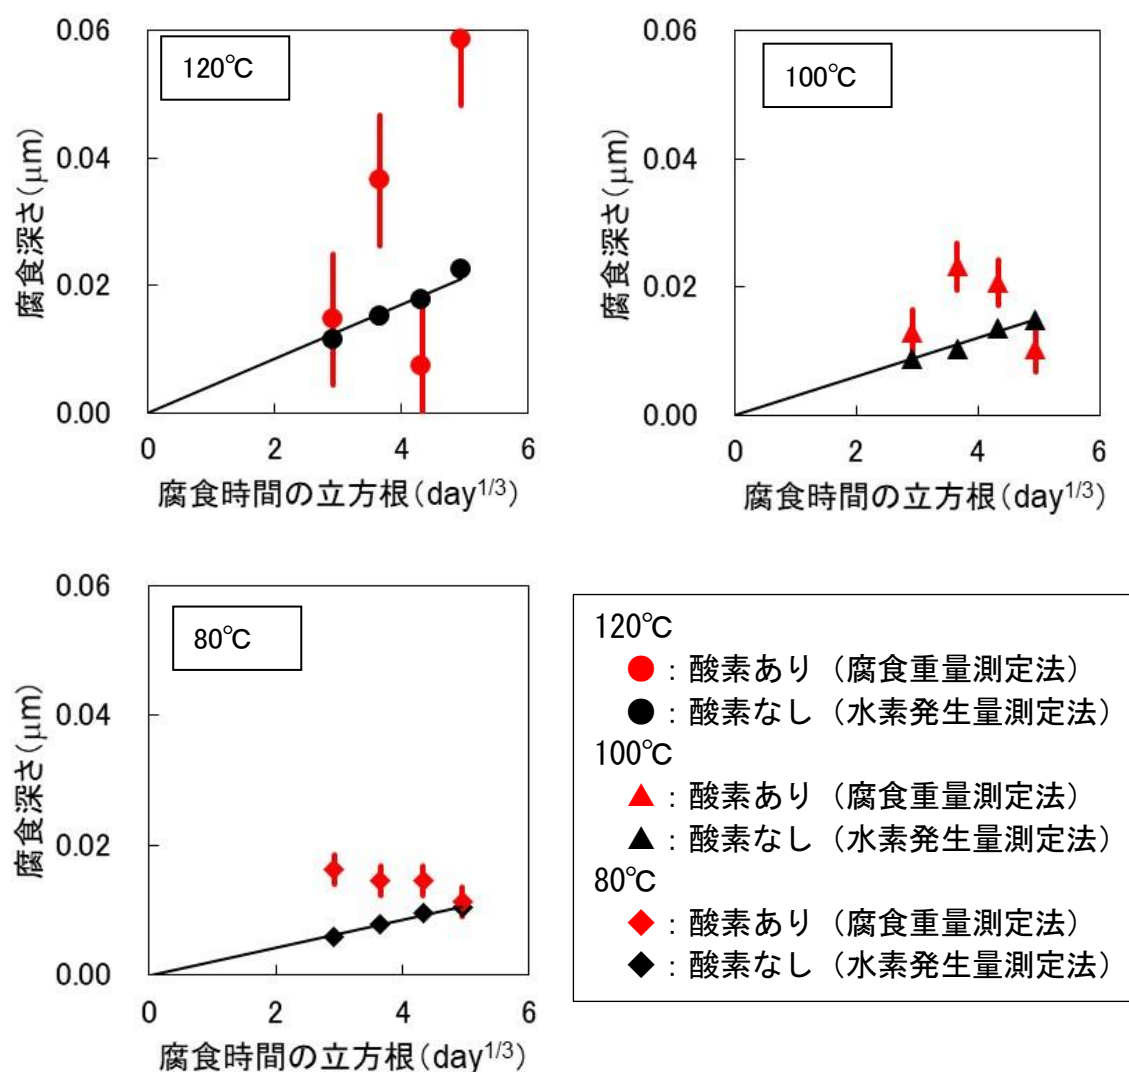 120℃
0.06
0.04
0.02
0.00
0 2 4 6
腐食深さ(μm)
腐食時間の立方根(day1/3)
100℃
0.06
0.04
0.02
0.00
0 2 4 6
腐食深さ(μm)
腐食時間の立方根(day1/3)
80℃
0.06
0.04
0.02
0.00
0 2 4 6
腐食深さ(μm)
腐食時間の立方根(day1/3)
120℃
：酸素あり（腐食重量測定法）
：酸素なし（水素発生量測定法）
100℃
：酸素あり（腐食重量測定法）
：酸素なし（水素発生量測定法）
80℃
：酸素あり（腐食重量測定法）
：酸素なし（水素発生量測定法）